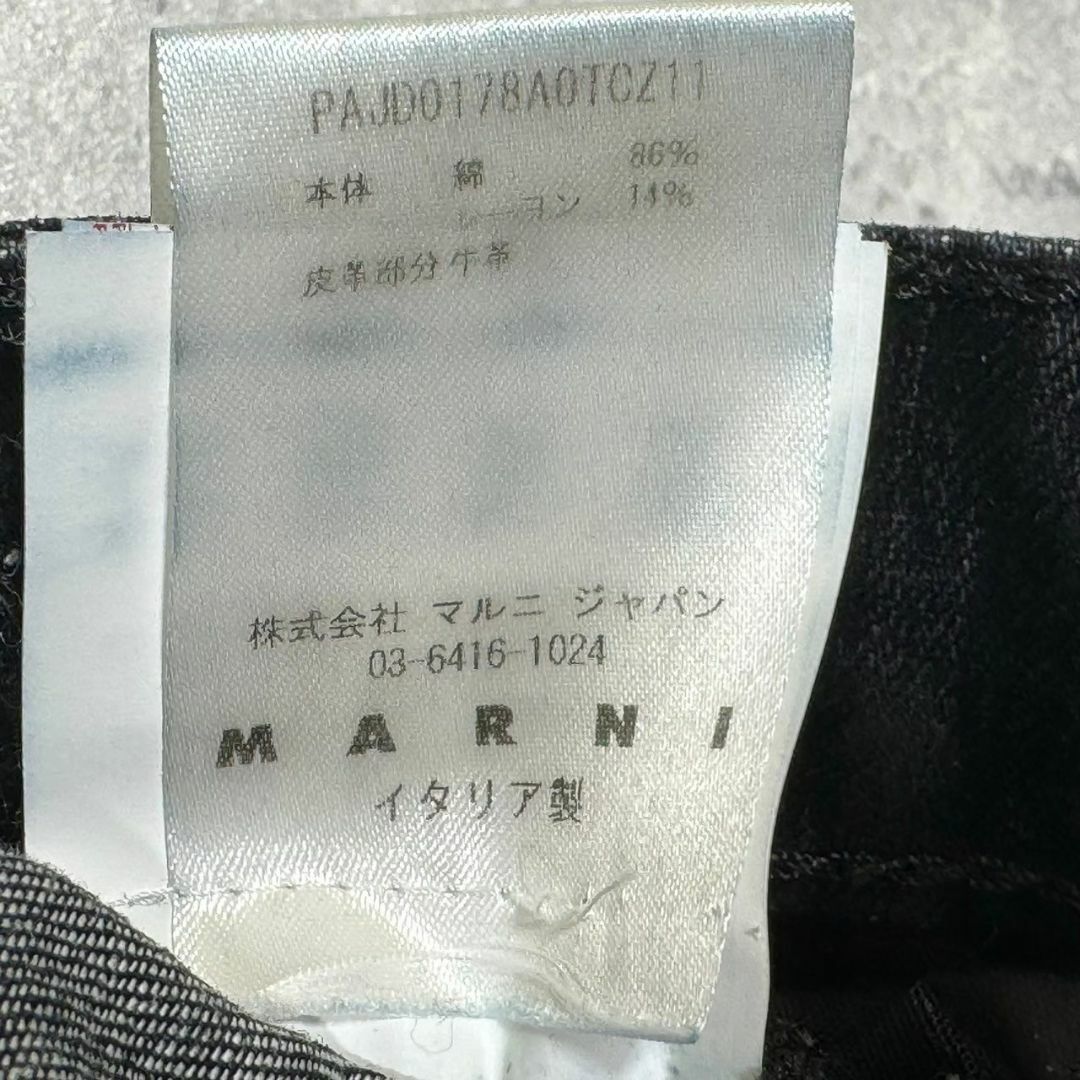 PAJD0178A0TCZ11
本体 綿 86%
レーヨン 14%
皮革部分牛革
株式会社 マルニ ジャパン
03-6416-1024
MARNI
イタリア製